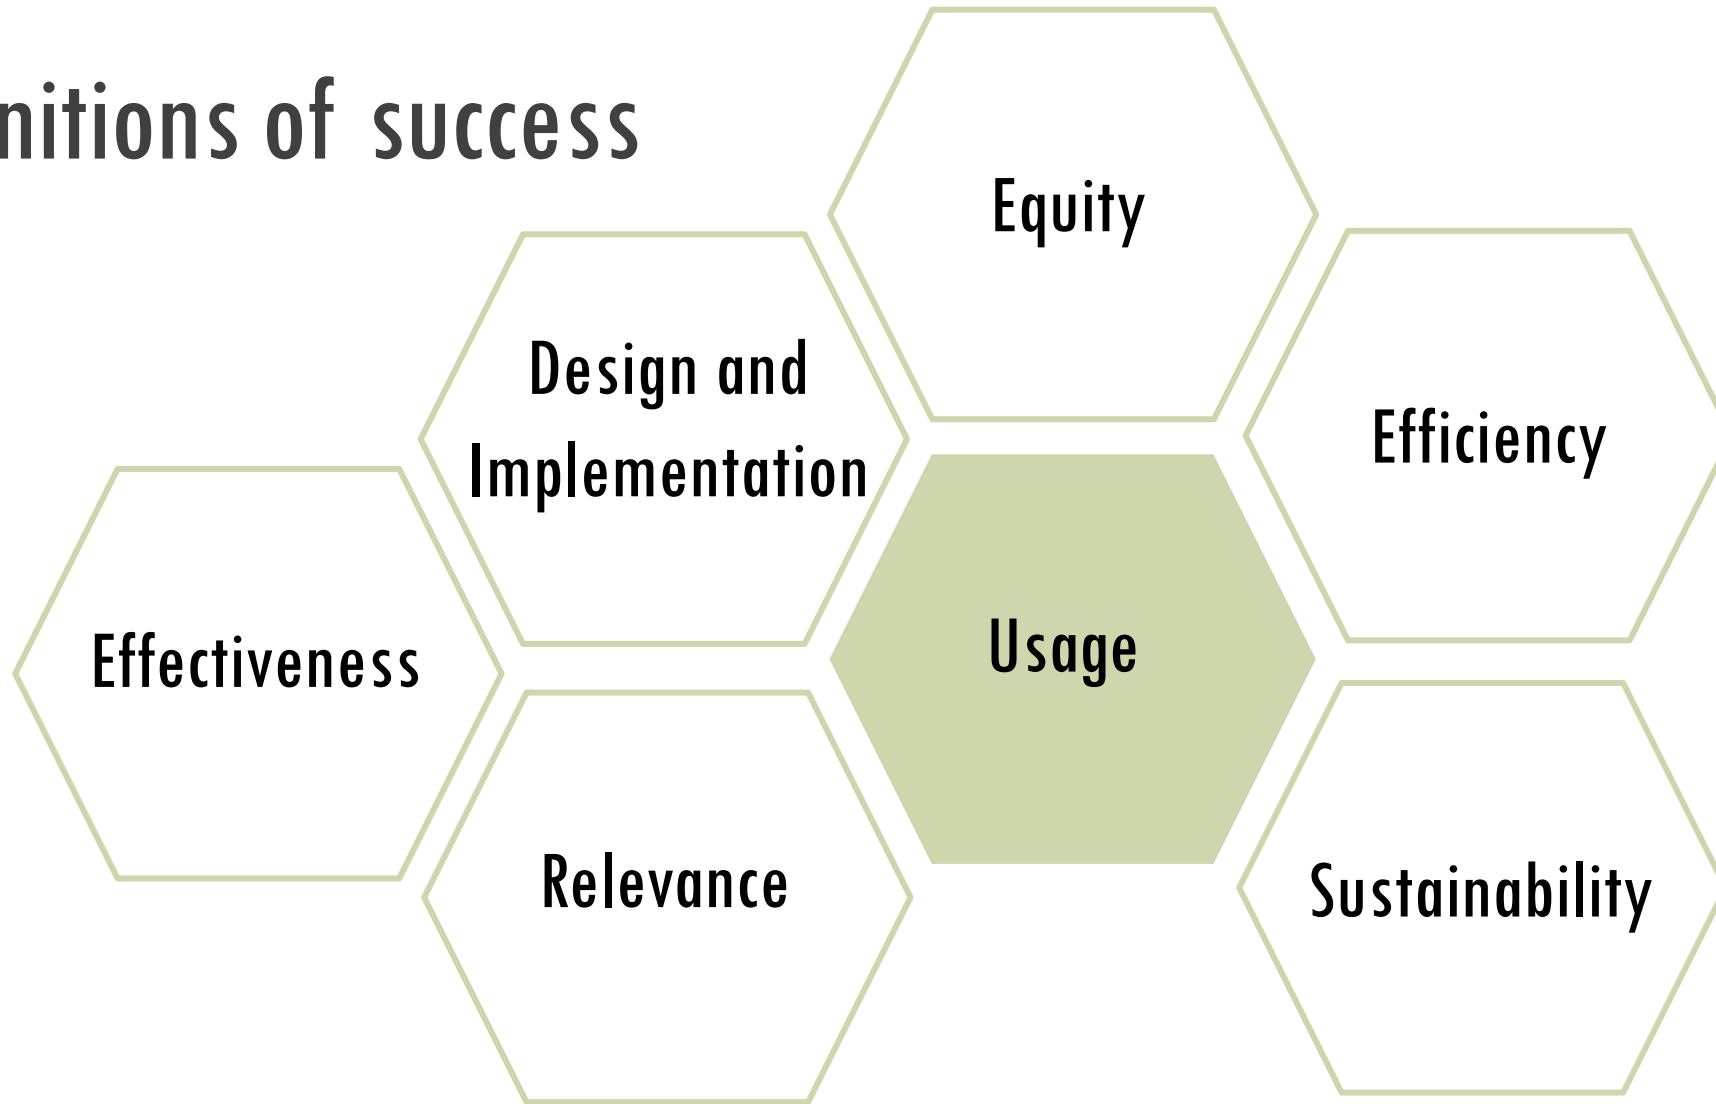 nitions of success
Equity
Design and
Implementation
Efficiency
Effectiveness
Usage
Relevance
Sustainability